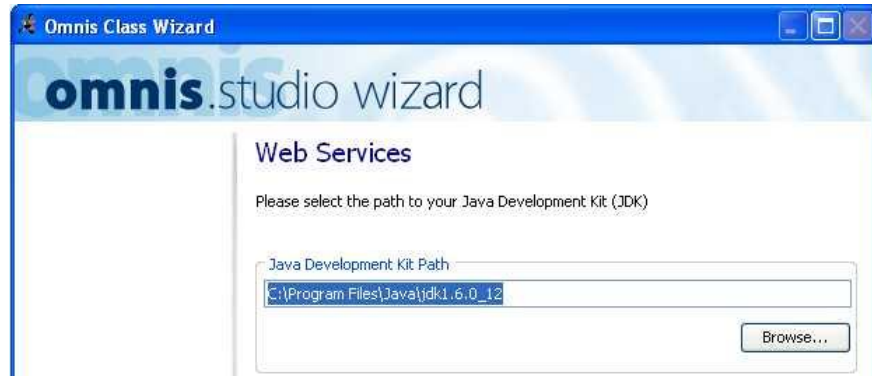 Omnis Class Wizard
omnis.studio wizard
Web Services
Please select the path to your Java Development Kit (JDK)
Java Development Kit Path
C:\Program Files\Java\jdk1.6.0_12
Browse...